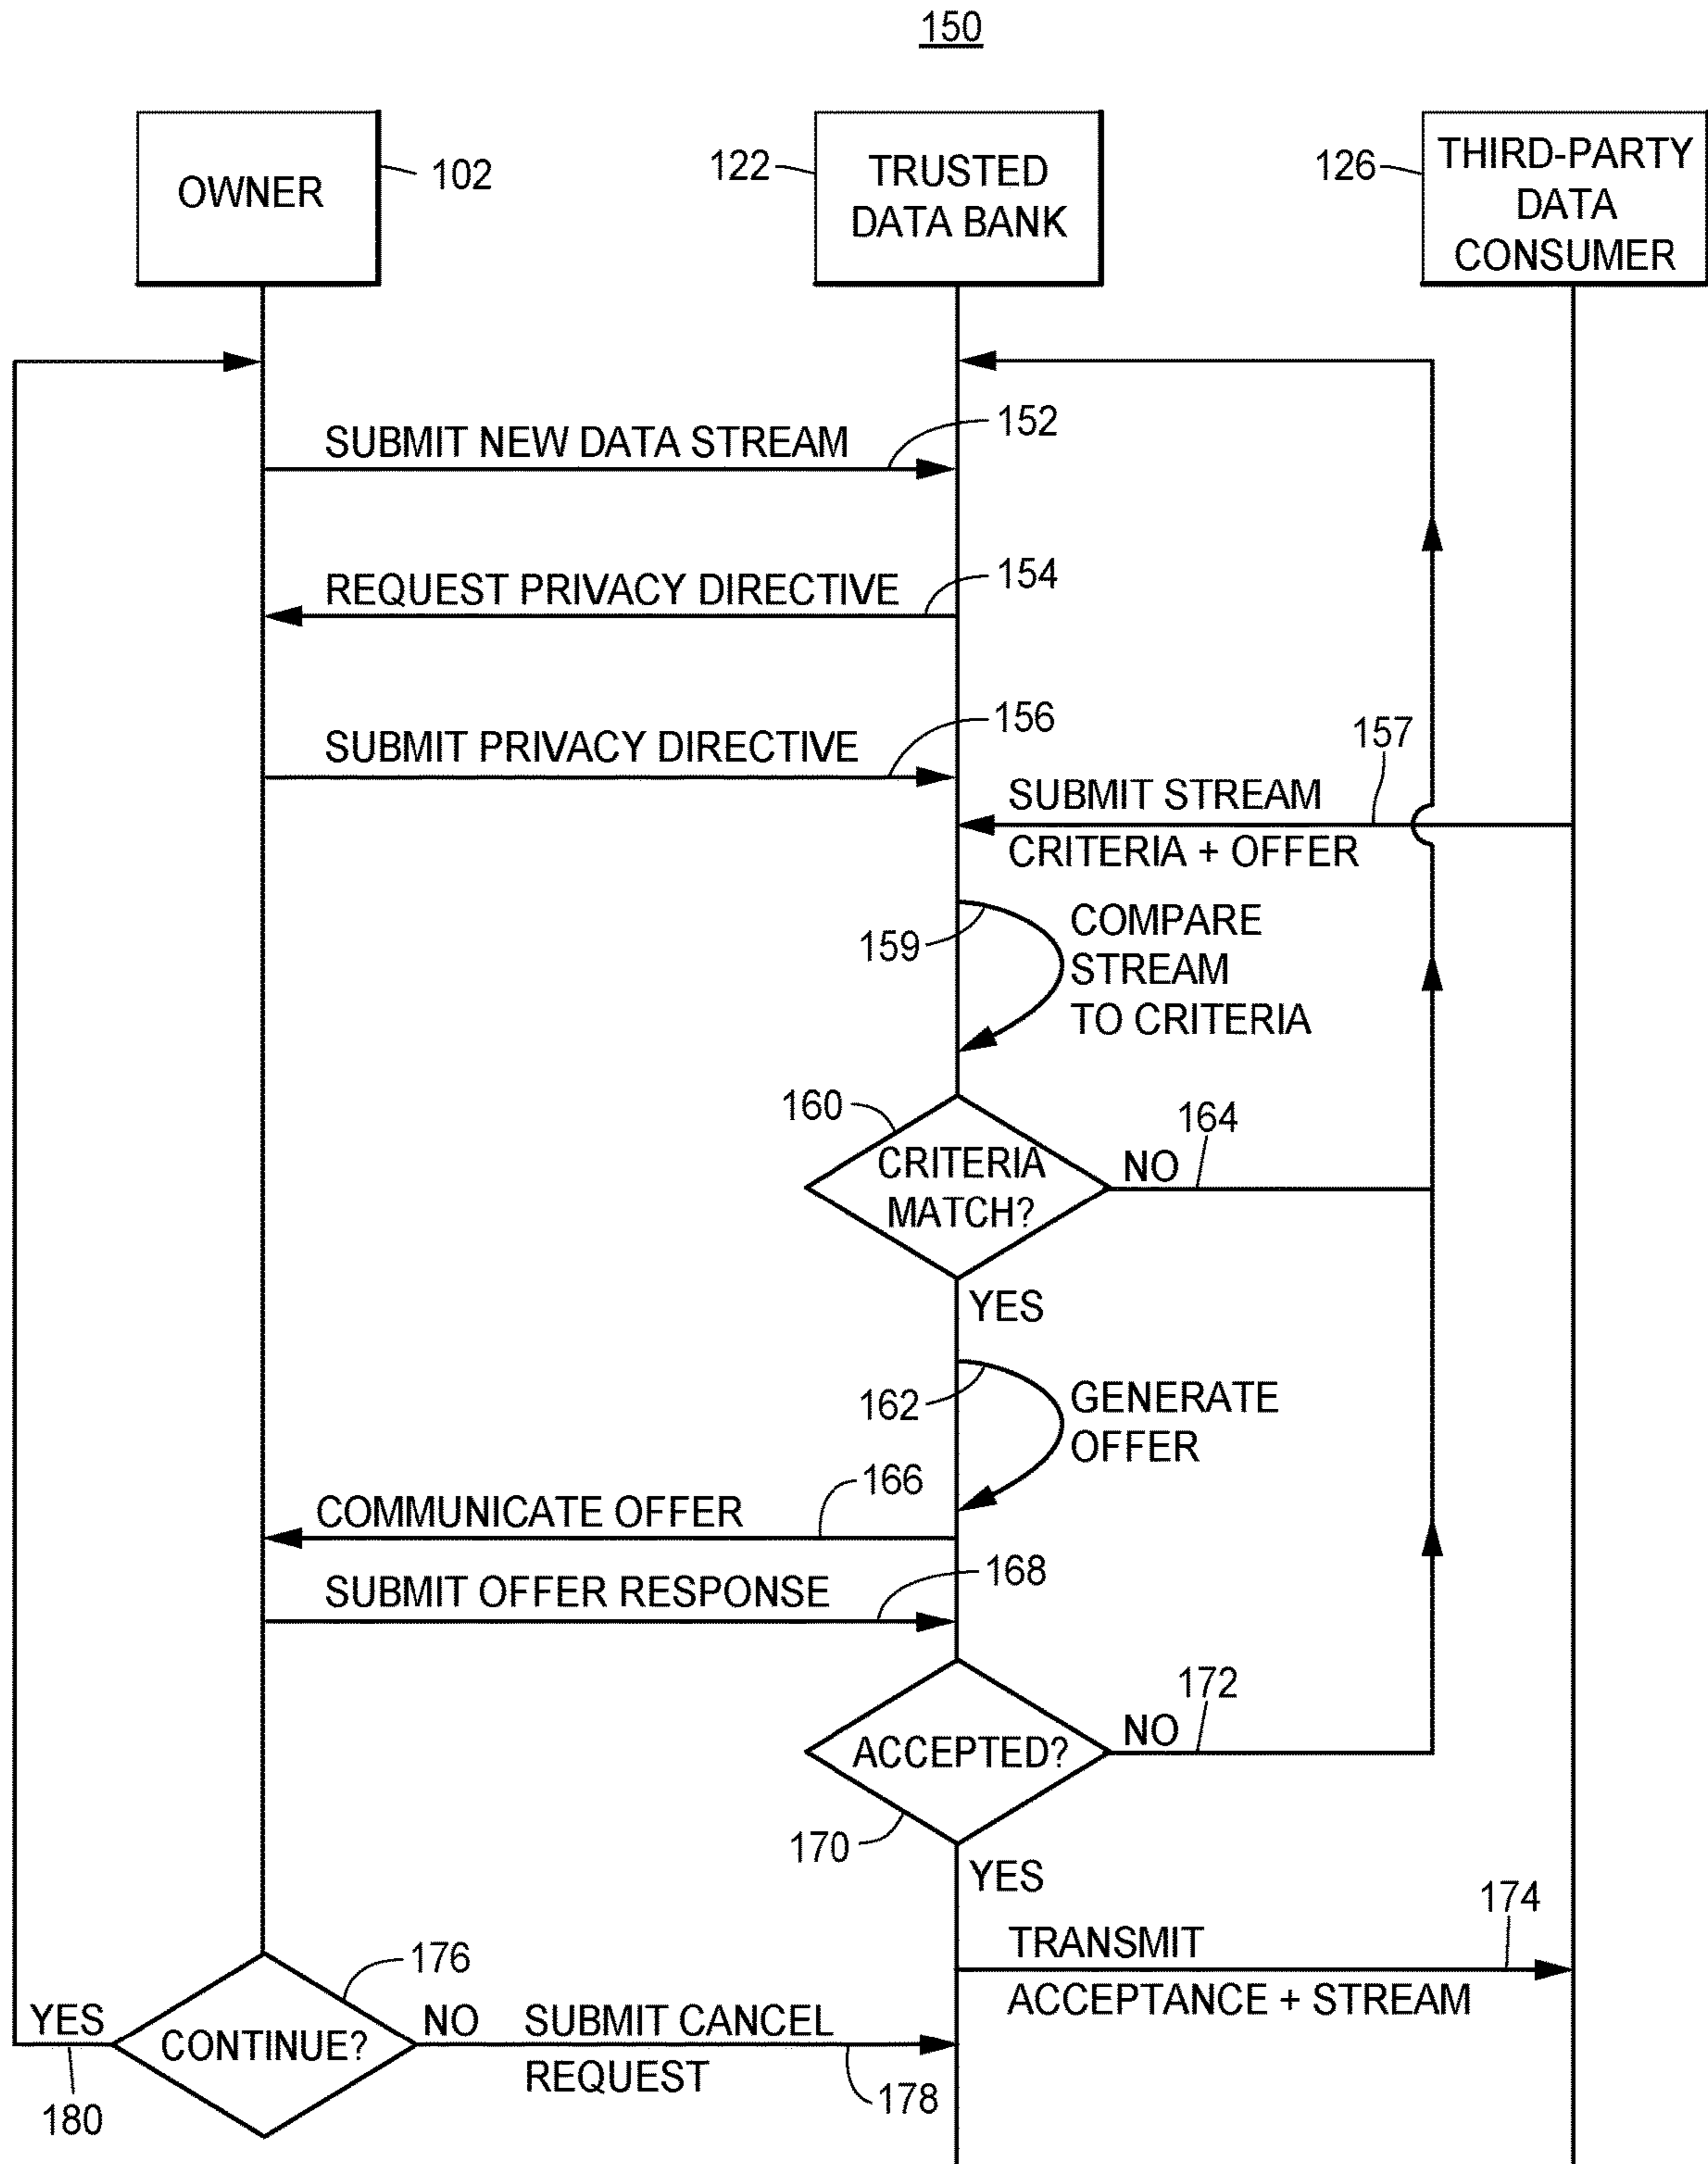 150
OWNER
102
122
TRUSTED
DATA BANK
126
THIRD-PARTY
DATA
CONSUMER
SUBMIT NEW DATA STREAM
152
REQUEST PRIVACY DIRECTIVE
154
SUBMIT PRIVACY DIRECTIVE
156
157
SUBMIT STREAM
CRITERIA + OFFER
159
COMPARE
STREAM
TO CRITERIA
160
CRITERIA
MATCH?
NO
164
YES
162
GENERATE
OFFER
COMMUNICATE OFFER
166
SUBMIT OFFER RESPONSE
168
ACCEPTED?
NO
172
170
YES
174
TRANSMIT
ACCEPTANCE + STREAM
176
YES
CONTINUE?
NO
SUBMIT CANCEL
REQUEST
178
180